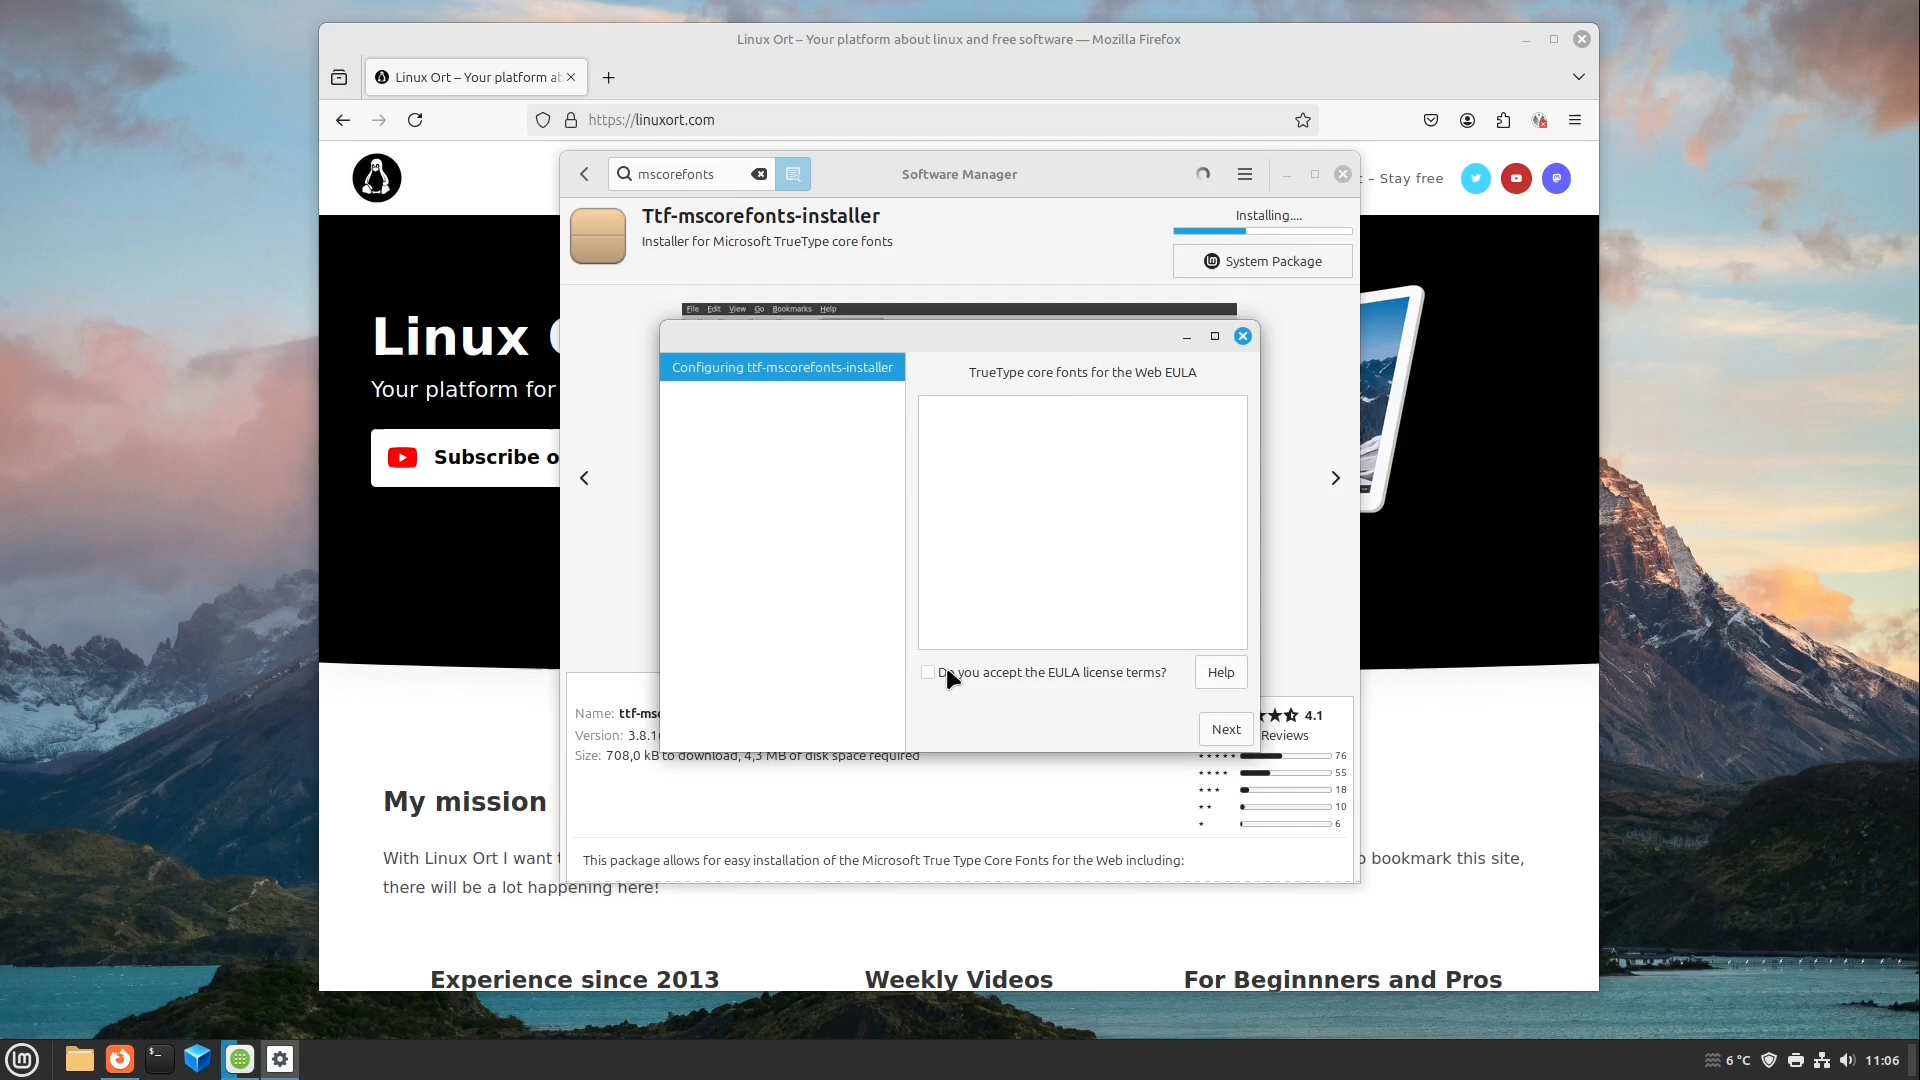 Linux Ort – Your platform about linux and free software — Mozilla Firefox
Linux Ort – Your platform ab
https://linuxort.com
mscorefonts
Software Manager
t – Stay free
Ttf-mscorefonts-installer
Installer for Microsoft TrueType core fonts
Installing....
System Package
File Edit View Go Bookmarks Help
Linux
Your platform for
Subscribe o
Configuring ttf-mscorefonts-installer
TrueType core fonts for the Web EULA
Do you accept the EULA license terms?
Help
Next
Name: ttf-mso
Version: 3.8.1
Size: 708,0 kB to download, 4,3 MB of disk space required
4.1
Reviews
76
55
18
10
6
This package allows for easy installation of the Microsoft True Type Core Fonts for the Web including:
My mission
With Linux Ort I want bookmark this site,
there will be a lot happening here!
Experience since 2013
Weekly Videos
For Beginnners and Pros
6 °C
11:06